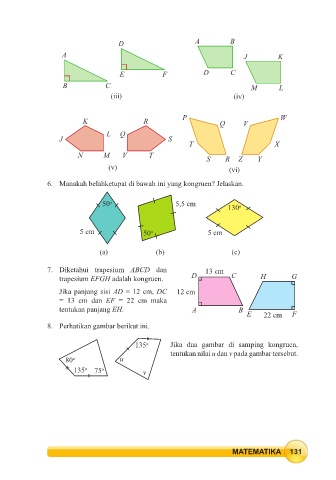 A
D
B C
E F
(iii)
A B
D C
J K
M L
(iv)
K
J L
N M
R
Q S
V T
(v)
P
Q
T
S R
V W
X
Z Y
(vi)
6. Manakah belahketupat di bawah ini yang kongruen? Jelaskan.
50°
5 cm
(a)
5,5 cm
50°
(b)
130°
5 cm
(c)
7. Diketahui trapesium ABCD dan
trapesium EFGH adalah kongruen.
Jika panjang sisi AD = 12 cm, DC
= 13 cm dan EF = 22 cm maka
tentukan panjang EH.
13 cm
D C
12 cm
A B
H G
E F
22 cm
8. Perhatikan gambar berikut ini.
80°
135° 75°
135°
v
Jika dua gambar di samping kongruen,
tentukan nilai u dan v pada gambar tersebut.
MATEMATIKA 131